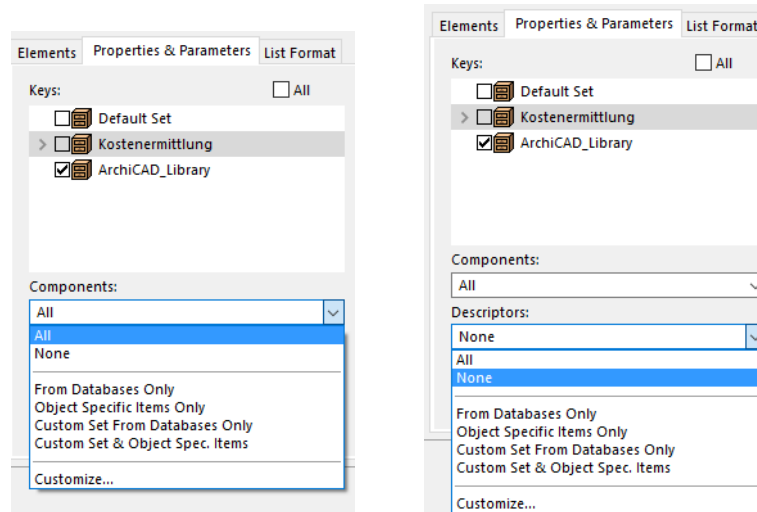 Elements Properties & Parameters List Format
Keys: All
Default Set
Kostenermittlung
ArchiCAD_Library
Components:
All
All
None
From Databases Only
Object Specific Items Only
Custom Set From Databases Only
Custom Set & Object Spec. Items
Customize...
Elements Properties & Parameters List Format
Keys: All
Default Set
Kostenermittlung
ArchiCAD_Library
Components:
All
Descriptors:
None
All
None
From Databases Only
Object Specific Items Only
Custom Set From Databases Only
Custom Set & Object Spec. Items
Customize...